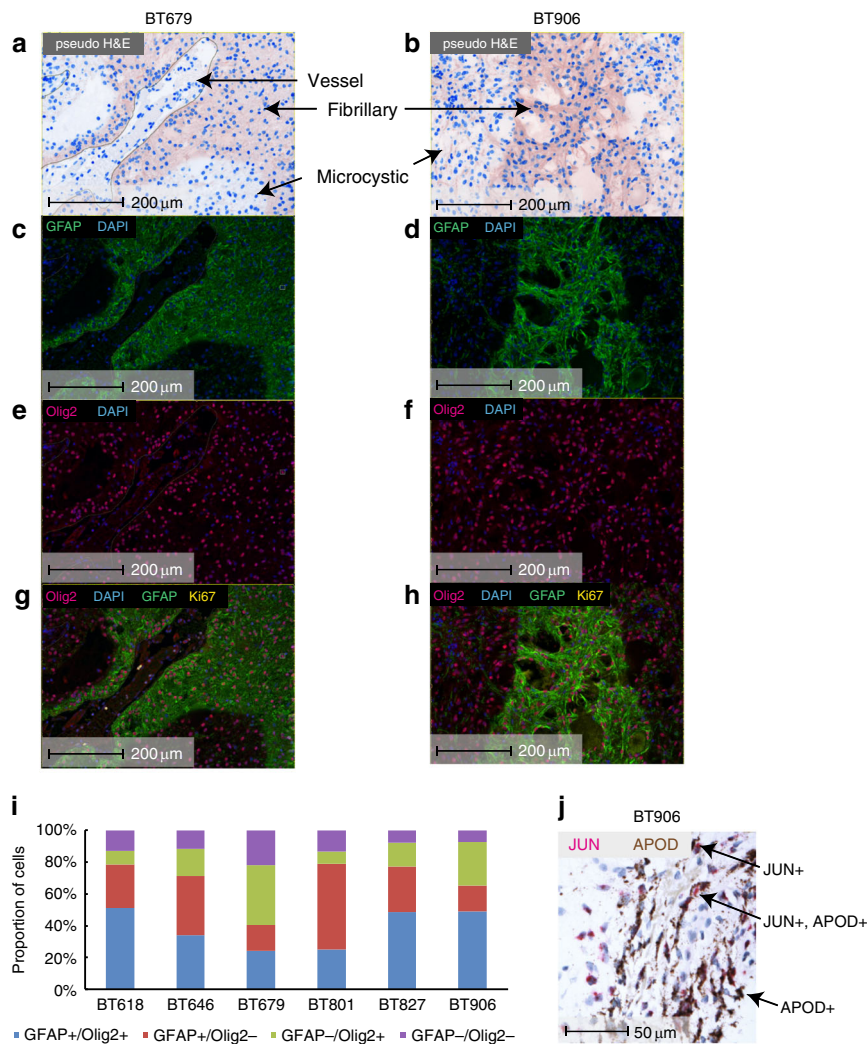 BT679 BT906
a b
pseudo H&E pseudo H&E
Vessel
Fibrillary
Microcystic
200 μm 200 μm
c d
GFAP DAPI GFAP DAPI
200 μm 200 μm
e f
Olig2 DAPI Olig2 DAPI
200 μm 200 μm
g h
Olig2 DAPI GFAP Ki67 Olig2 DAPI GFAP Ki67
200 μm 200 μm
i
100%
80%
60%
40%
20%
0%
Proportion of cells
BT618 BT646 BT679 BT801 BT827 BT906
GFAP+/Olig2+ GFAP+/Olig2– GFAP–/Olig2+ GFAP–/Olig2–
j
BT906
JUN APOD
JUN+
JUN+, APOD+
APOD+
50 μm